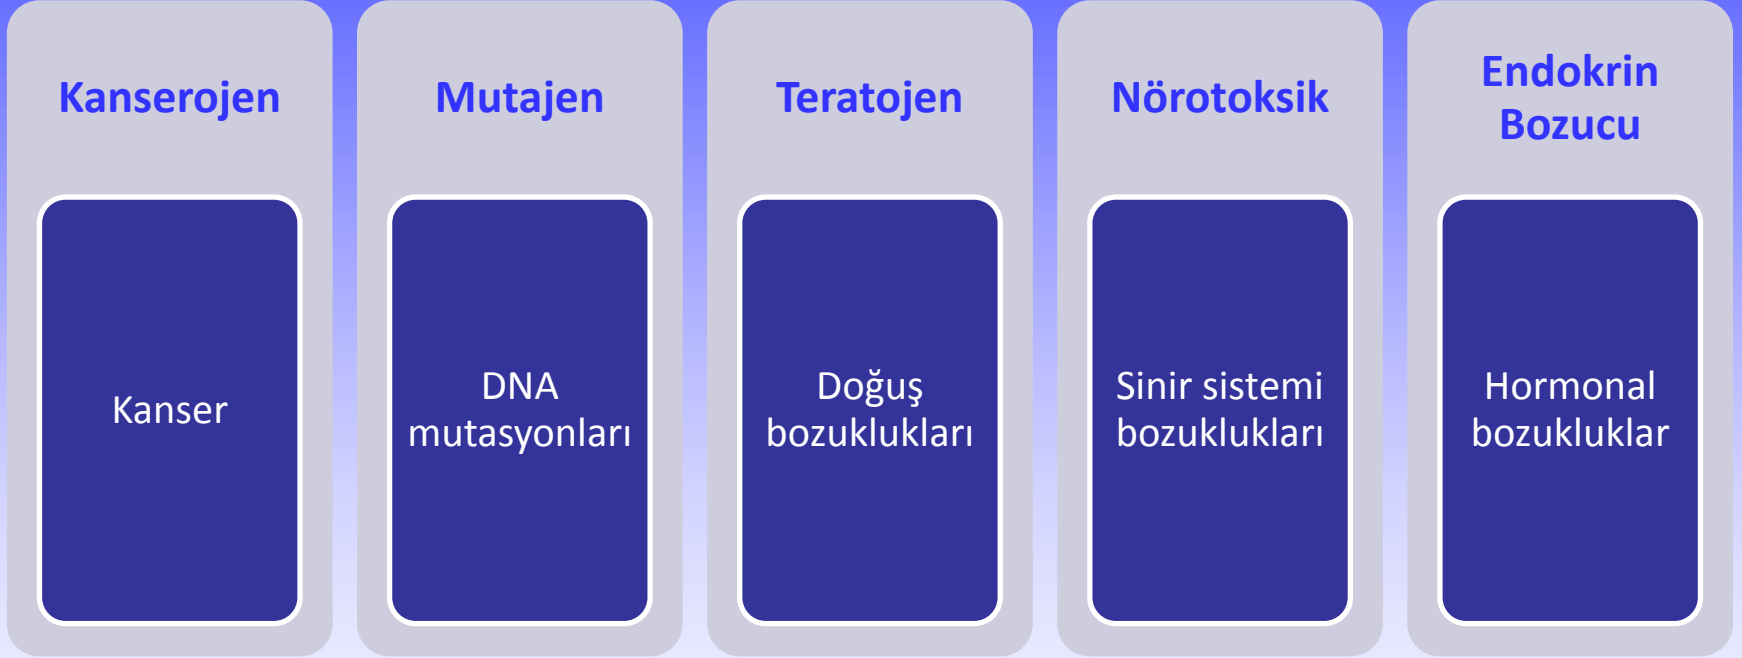 Kanserojen
Kanser
Mutajen
DNA
mutasyonları
Teratojen
Doğuş
bozuklukları
Nörotoksik
Sinir sistemi
bozuklukları
Endokrin
Bozucu
Hormonal
bozukluklar